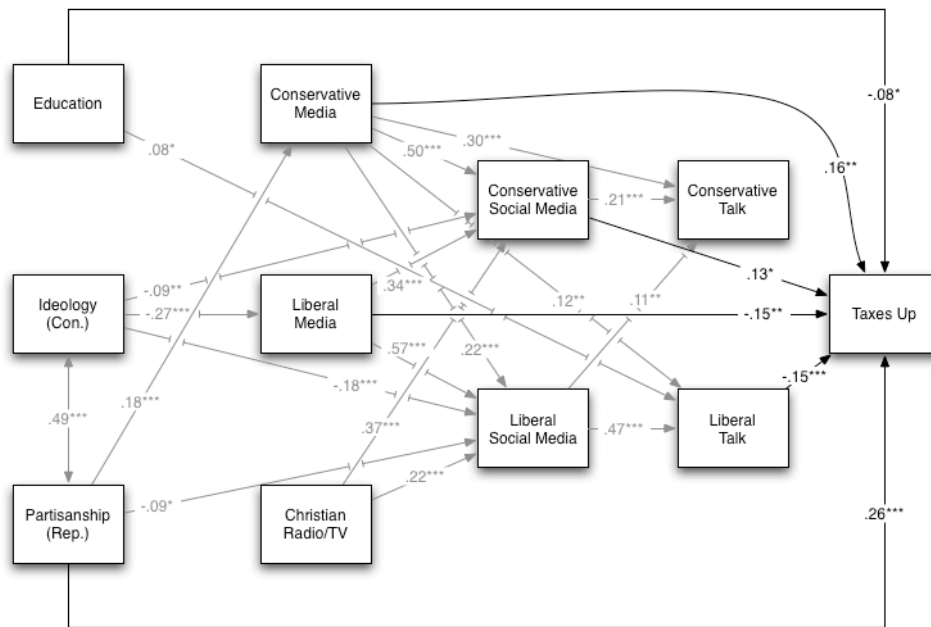 -.08*
Education
Conservative
Media
.08*
.30***
.50***
.16**
Conservative
Social Media
.21***
Conservative
Talk
Ideology
(Con.)
-.09**
-.27***
Liberal
Media
.34***
.12**
.11**
.13*
-.15**
Taxes Up
.57***
.22***
-.18***
-.15***
.18***
.49***
.37***
Liberal
Social Media
.47***
Liberal
Talk
Partisanship
(Rep.)
-.09*
Christian
Radio/TV
.22***
.26***